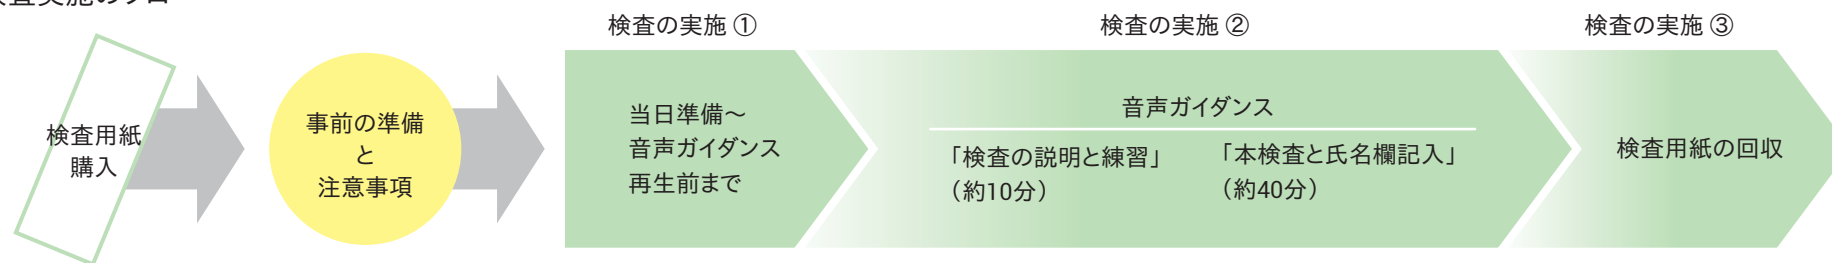 検査の実施 ①
検査の実施 ②
検査の実施 ③
検査用紙
購入
事前の準備
と
注意事項
当日準備~
音声ガイダンス
再生前まで
音声ガイダンス
「検査の説明と練習」
(約10分)
「本検査と氏名欄記入」
(約40分)
検査用紙の回収